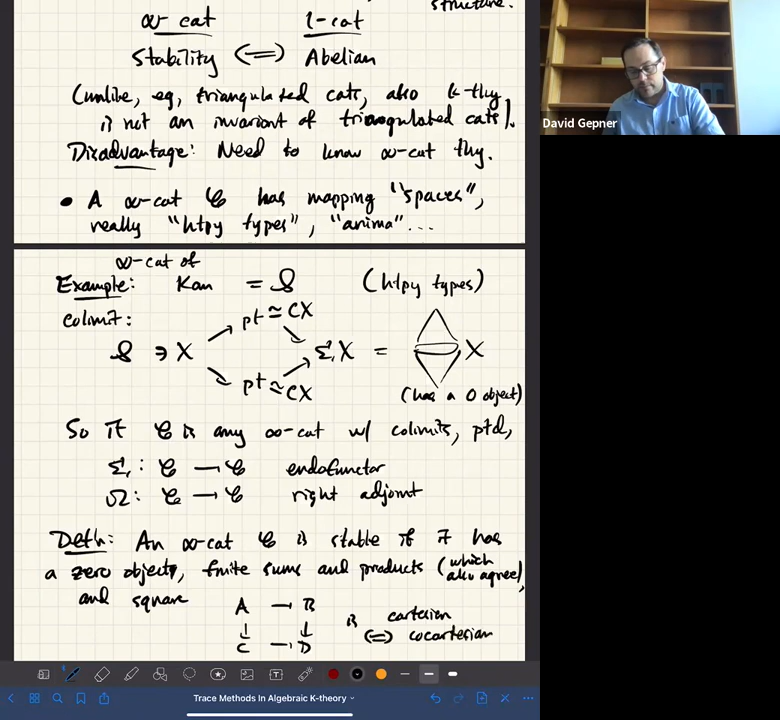 structure.
∞-cat 1-cat
Stability ⟺ Abelian
(unlike, eg, triangulated cats, also k-thy
is not an invariant of triangulated cats).
Disadvantage: Need to know ∞-cat thy.
• A ∞-cat 𝒞 has mapping "spaces",
really "htpy types", "anima"...
∞-cat of
Example: Kan = 𝒮 (htpy types)
colimit: pt ≃ CX
𝒮 ∋ X ΣX = X
pt ≃ CX (has a 0 object)
So if 𝒞 is any ∞-cat w/ colimits, ptd,
Σ: 𝒞 → 𝒞 endofunctor
Ω: 𝒞 → 𝒞 right adjoint
Defn: An ∞-cat 𝒞 is stable if it has
a zero object, finite sums and products (which also agree),
and square A → B is cartesian
↓ ↓ ⟺ cocartesian
C → D
Trace Methods In Algebraic K-theory
David Gepner